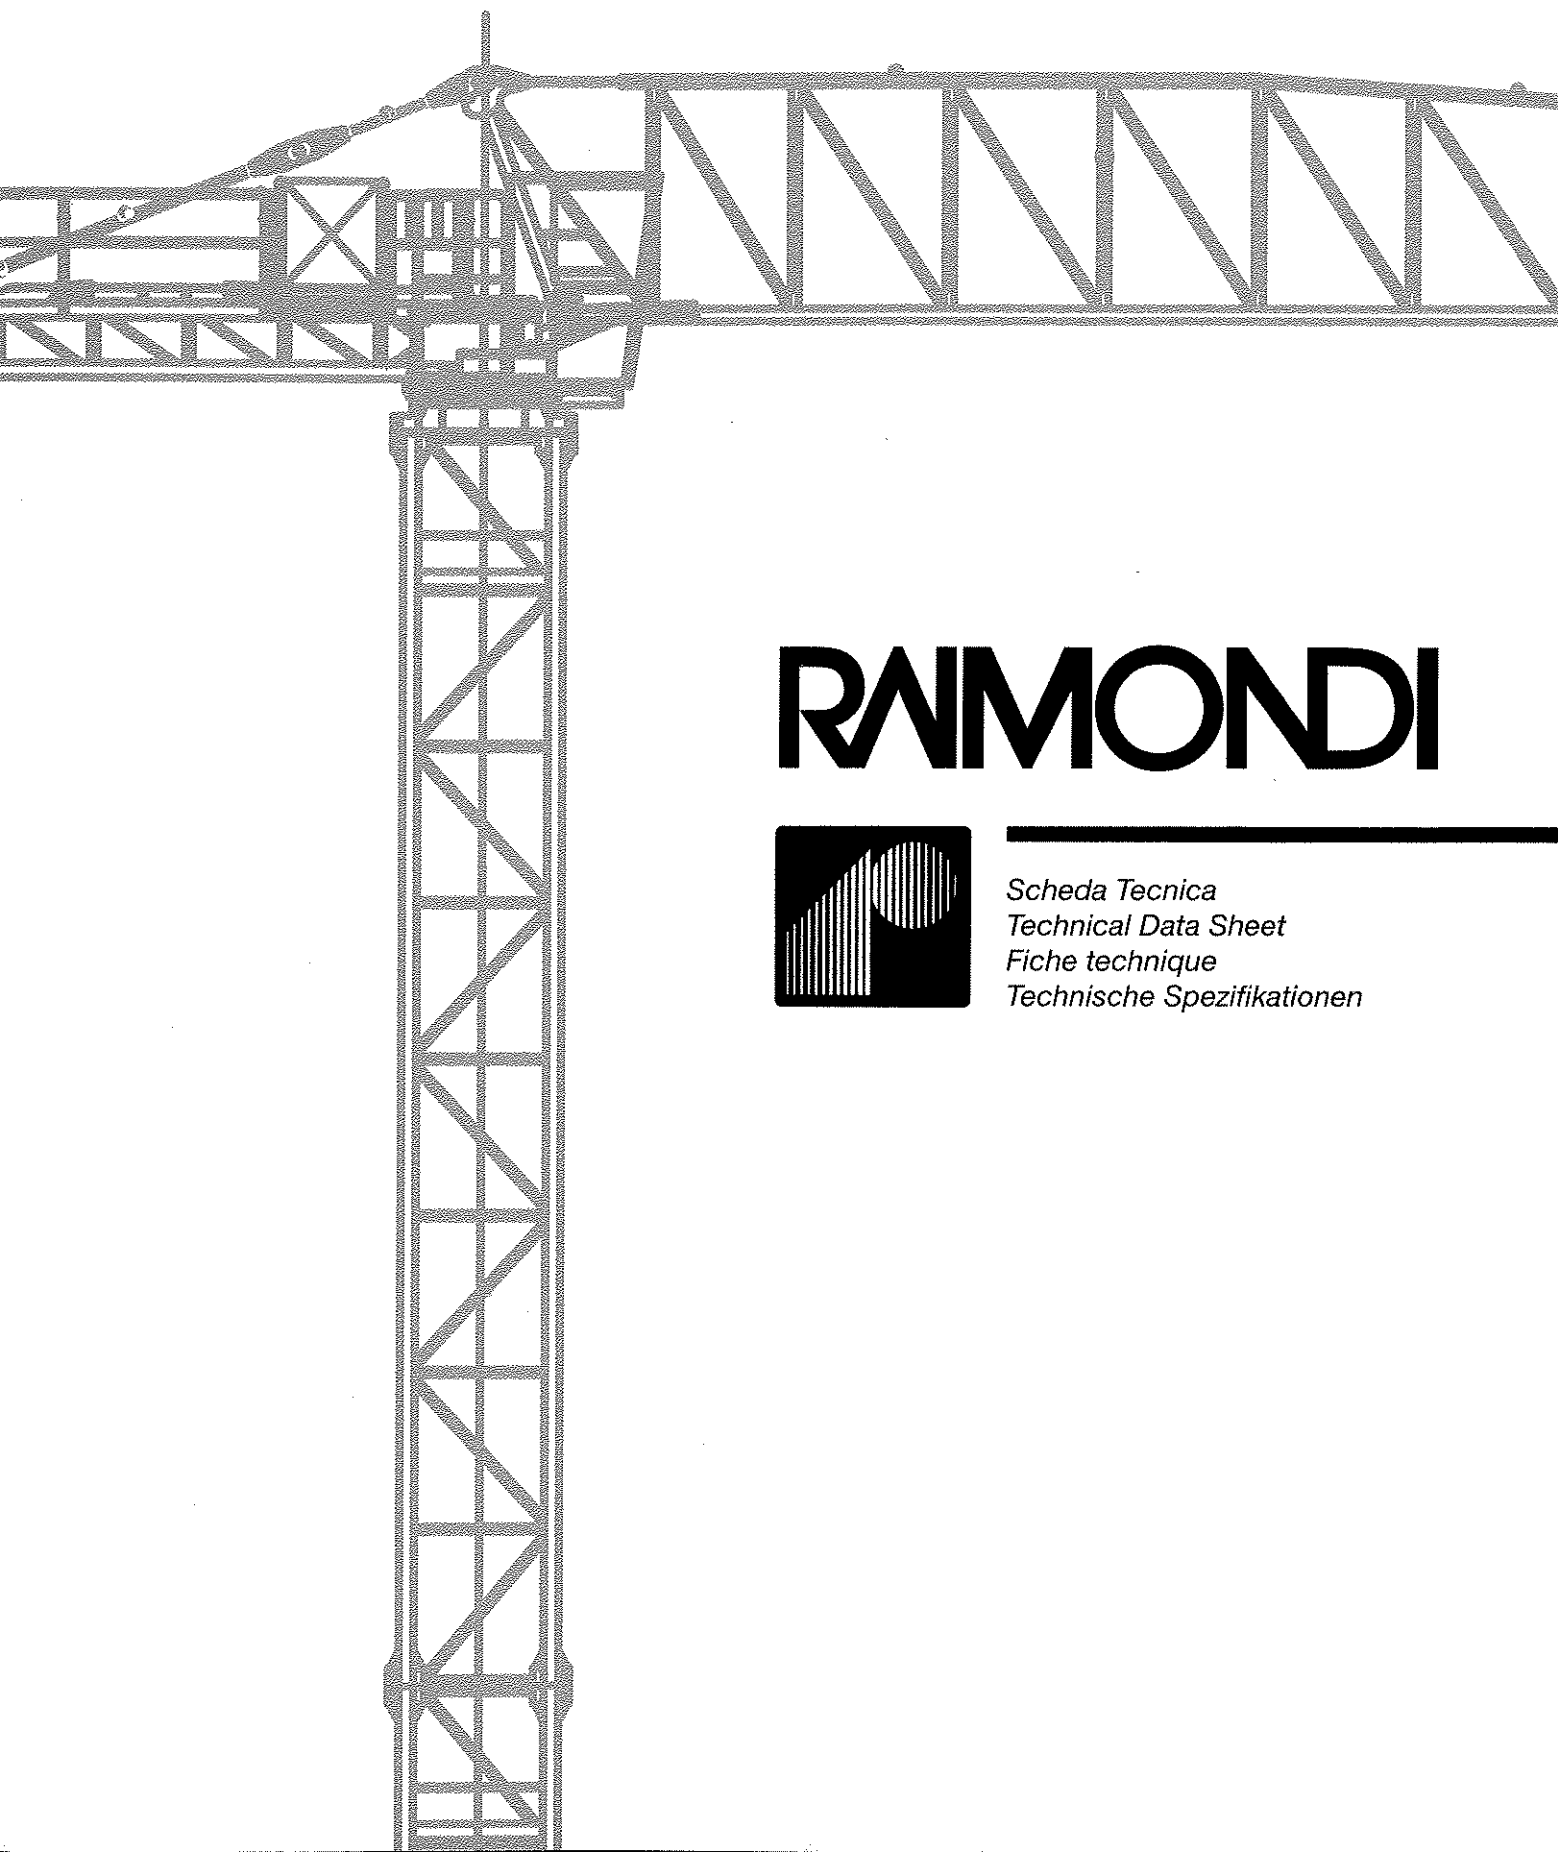 RAIMONDI
Scheda Tecnica
Technical Data Sheet
Fiche technique
Technische Spezifikationen